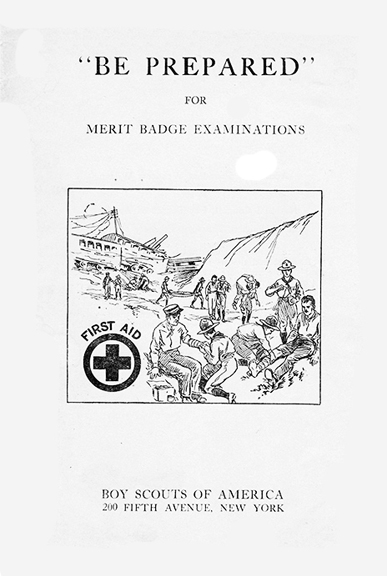 "BE PREPARED"
FOR
MERIT BADGE EXAMINATIONS
FIRST AID
BOY SCOUTS OF AMERICA
200 FIFTH AVENUE, NEW YORK